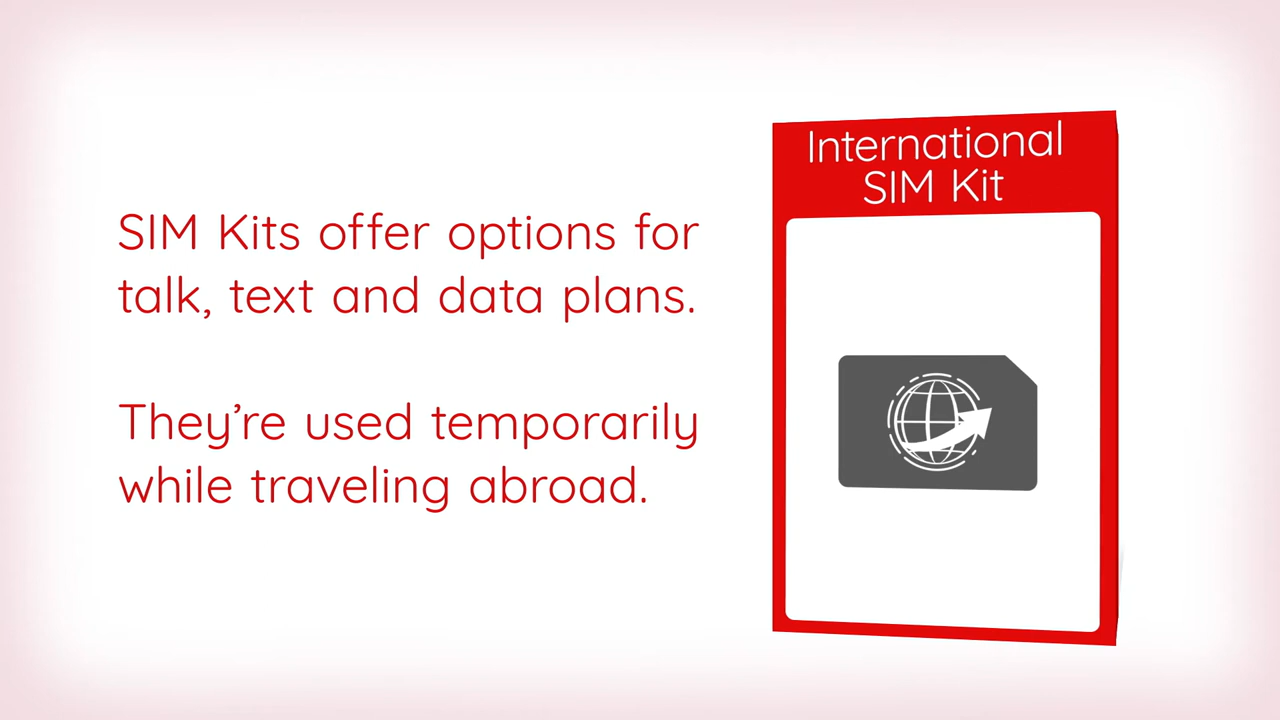 SIM Kits offer options for
talk, text and data plans.
They’re used temporarily
while traveling abroad.
International
SIM Kit